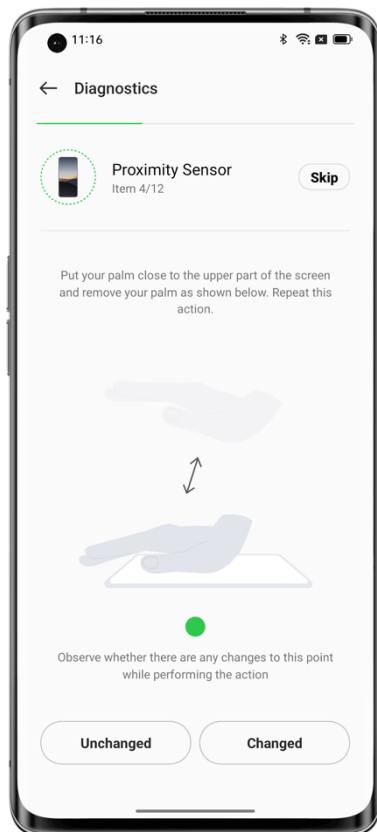 11:16
Diagnostics
Proximity Sensor
Item 4/12
Skip
Put your palm close to the upper part of the screen
and remove your palm as shown below. Repeat this
action.
Observe whether there are any changes to this point
while performing the action
Unchanged
Changed